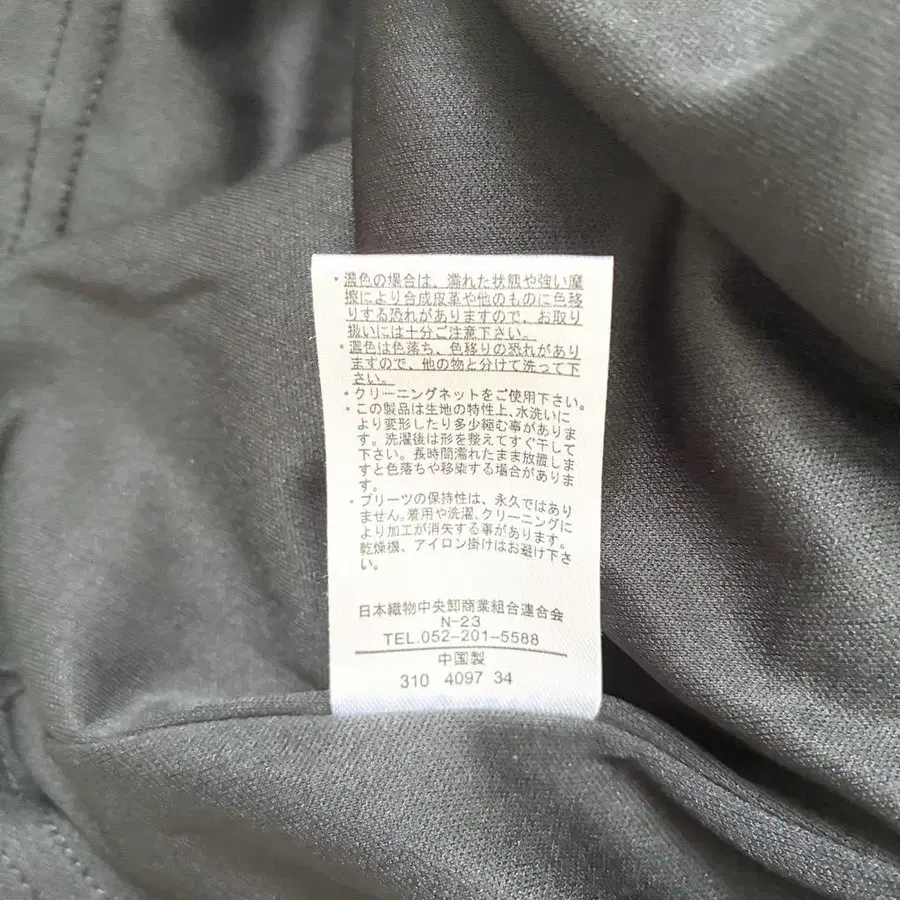 ・濃色の場合は、濡れた状態や強い摩
擦により合成皮革や他のものに色移
りする恐れがありますので、お取り
扱いには十分ご注意下さい。
・濃色は色落ち、色移りの恐れがあり
ますので、他の物と分けて洗って下
さい。
・クリーニングネットをご使用下さい。
・この製品は生地の特性上、水洗いに
より変形したり多少縮む事がありま
す。洗濯後は形を整えてすぐ干して
下さい。長時間濡れたまま放置しま
すと色落ちや移染する場合がありま
す。
・プリーツの保持性は、永久ではあり
ません。着用や洗濯、クリーニングに
より加工が消失する事があります。
乾燥機、アイロン掛けはお避け下さ
い。
日本織物中央卸商業組合連合会
N-23
TEL.052-201-5588
中国製
310 4097 34